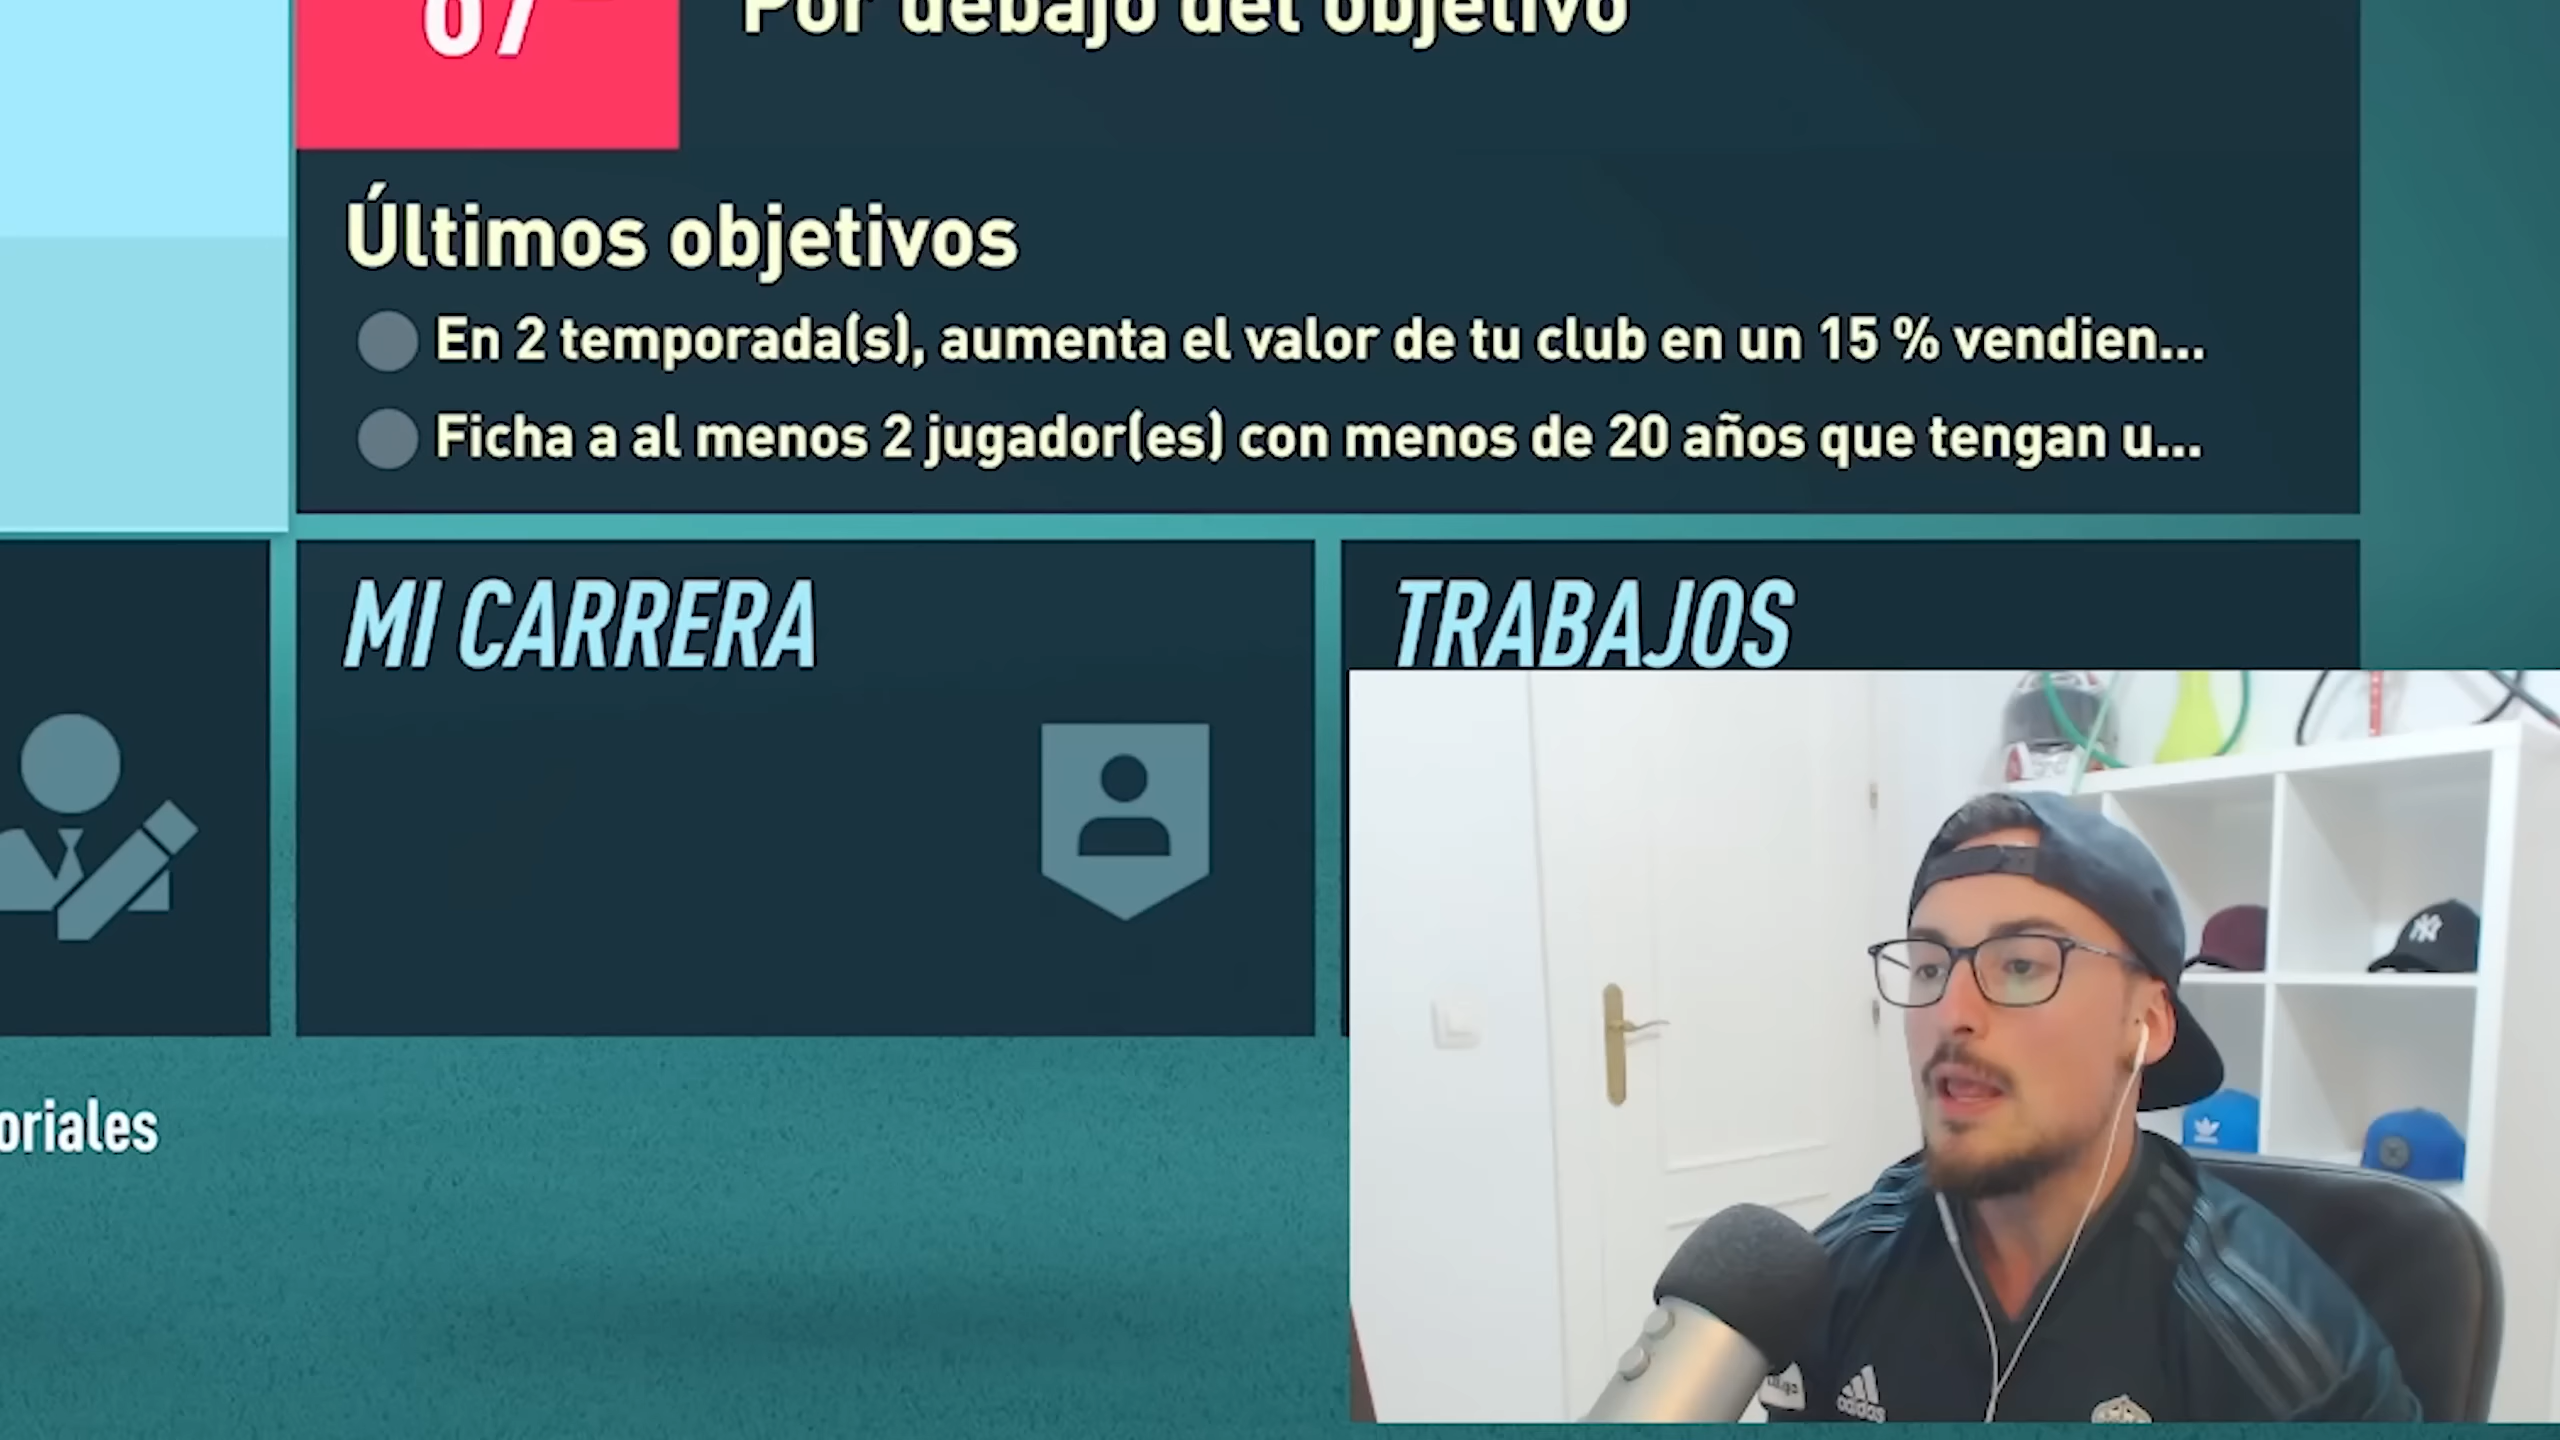 Por debajo del objetivo
Últimos objetivos
En 2 temporada(s), aumenta el valor de tu club en un 15 % vendien...
Ficha a al menos 2 jugador(es) con menos de 20 años que tengan u...
MI CARRERA
TRABAJOS
oriales
adidas